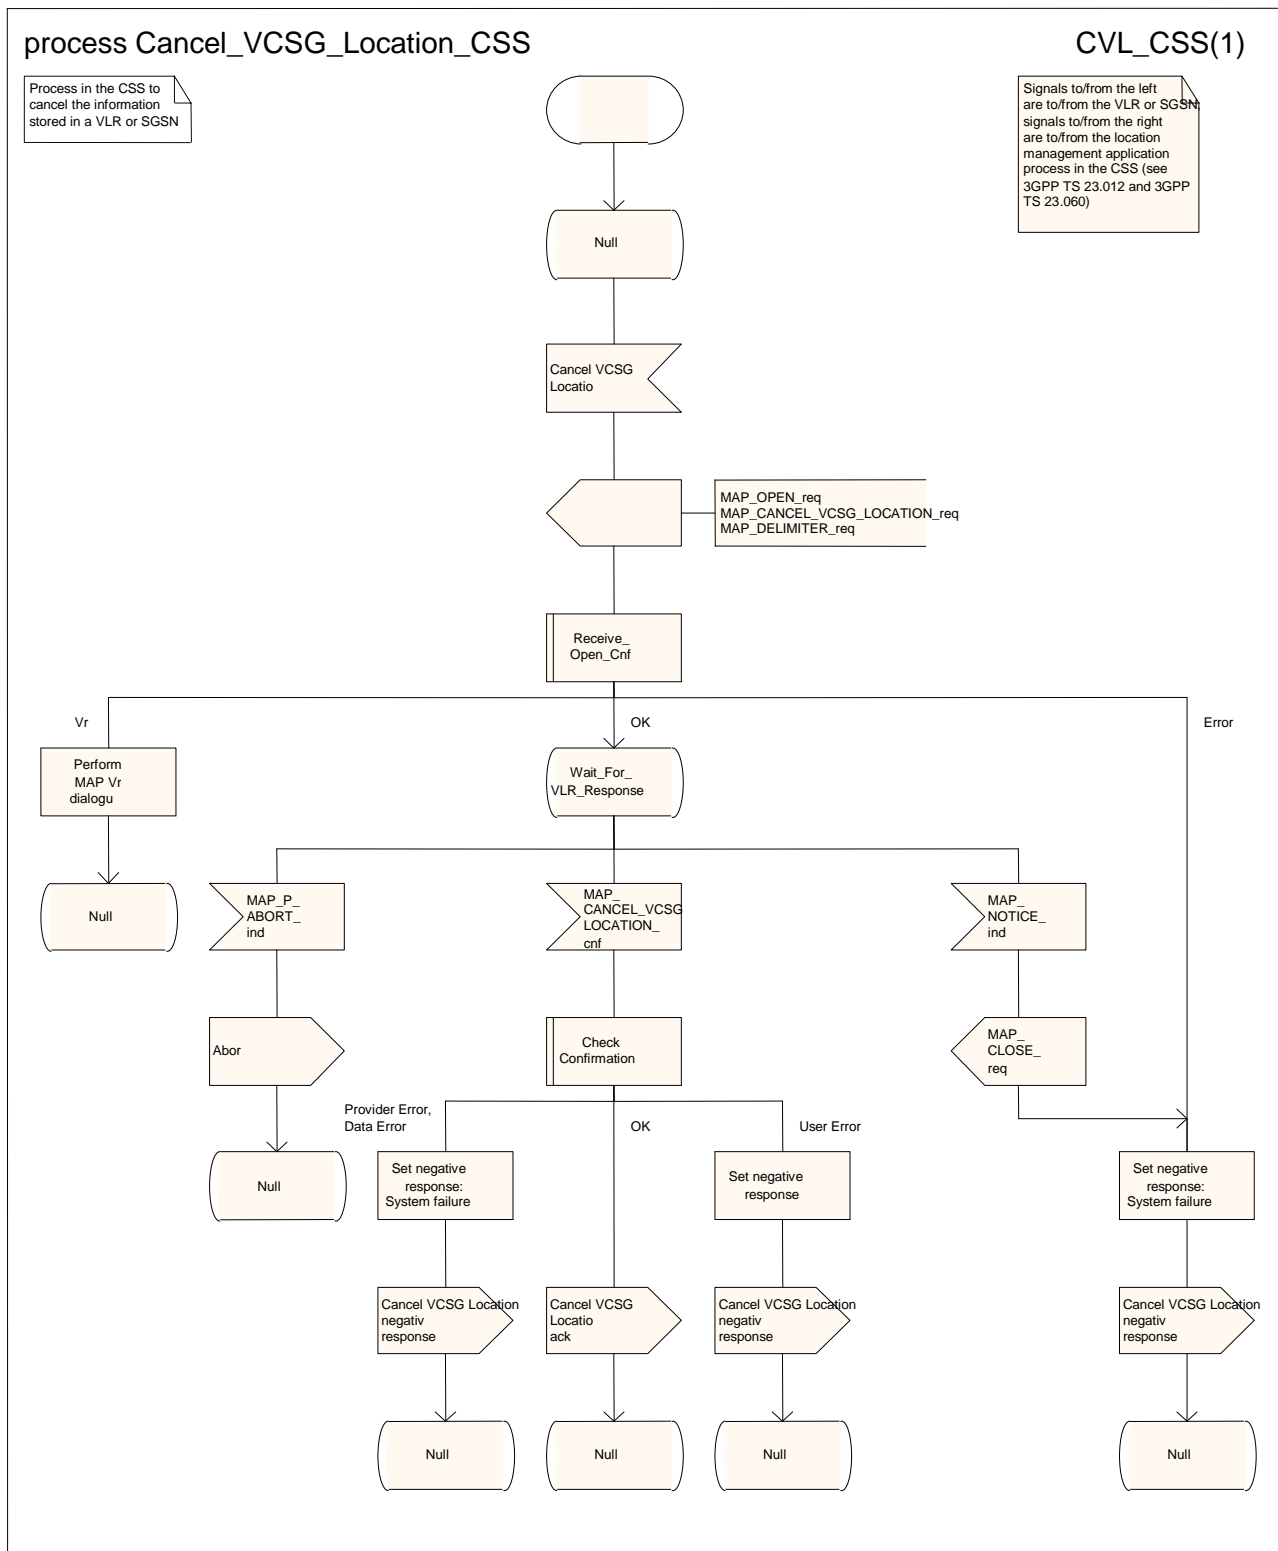 process Cancel_VCSG_Location_CSS
CVL_CSS(1)
Process in the CSS to
cancel the information
stored in a VLR or SGSN
Signals to/from the left
are to/from the VLR or SGSN;
signals to/from the right
are to/from the location
management application
process in the CSS (see
3GPP TS 23.012 and 3GPP
TS 23.060)
Null
Cancel VCSG
Locatio
MAP_OPEN_req
MAP_CANCEL_VCSG_LOCATION_req
MAP_DELIMITER_req
Receive_
Open_Cnf
Vr
OK
Error
Perform
MAP Vr
dialogu
Wait_For_
VLR_Response
Null
MAP_P_
ABORT_
ind
MAP_
CANCEL_VCSG
LOCATION_
cnf
MAP_
NOTICE_
ind
Abor
Check
Confirmation
MAP_
CLOSE_
req
Provider Error,
Data Error
OK
User Error
Null
Set negative
response:
System failure
Set negative
response
Set negative
response:
System failure
Cancel VCSG Location
negativ
response
Cancel VCSG
Locatio
ack
Cancel VCSG Location
negativ
response
Cancel VCSG Location
negativ
response
Null
Null
Null
Null